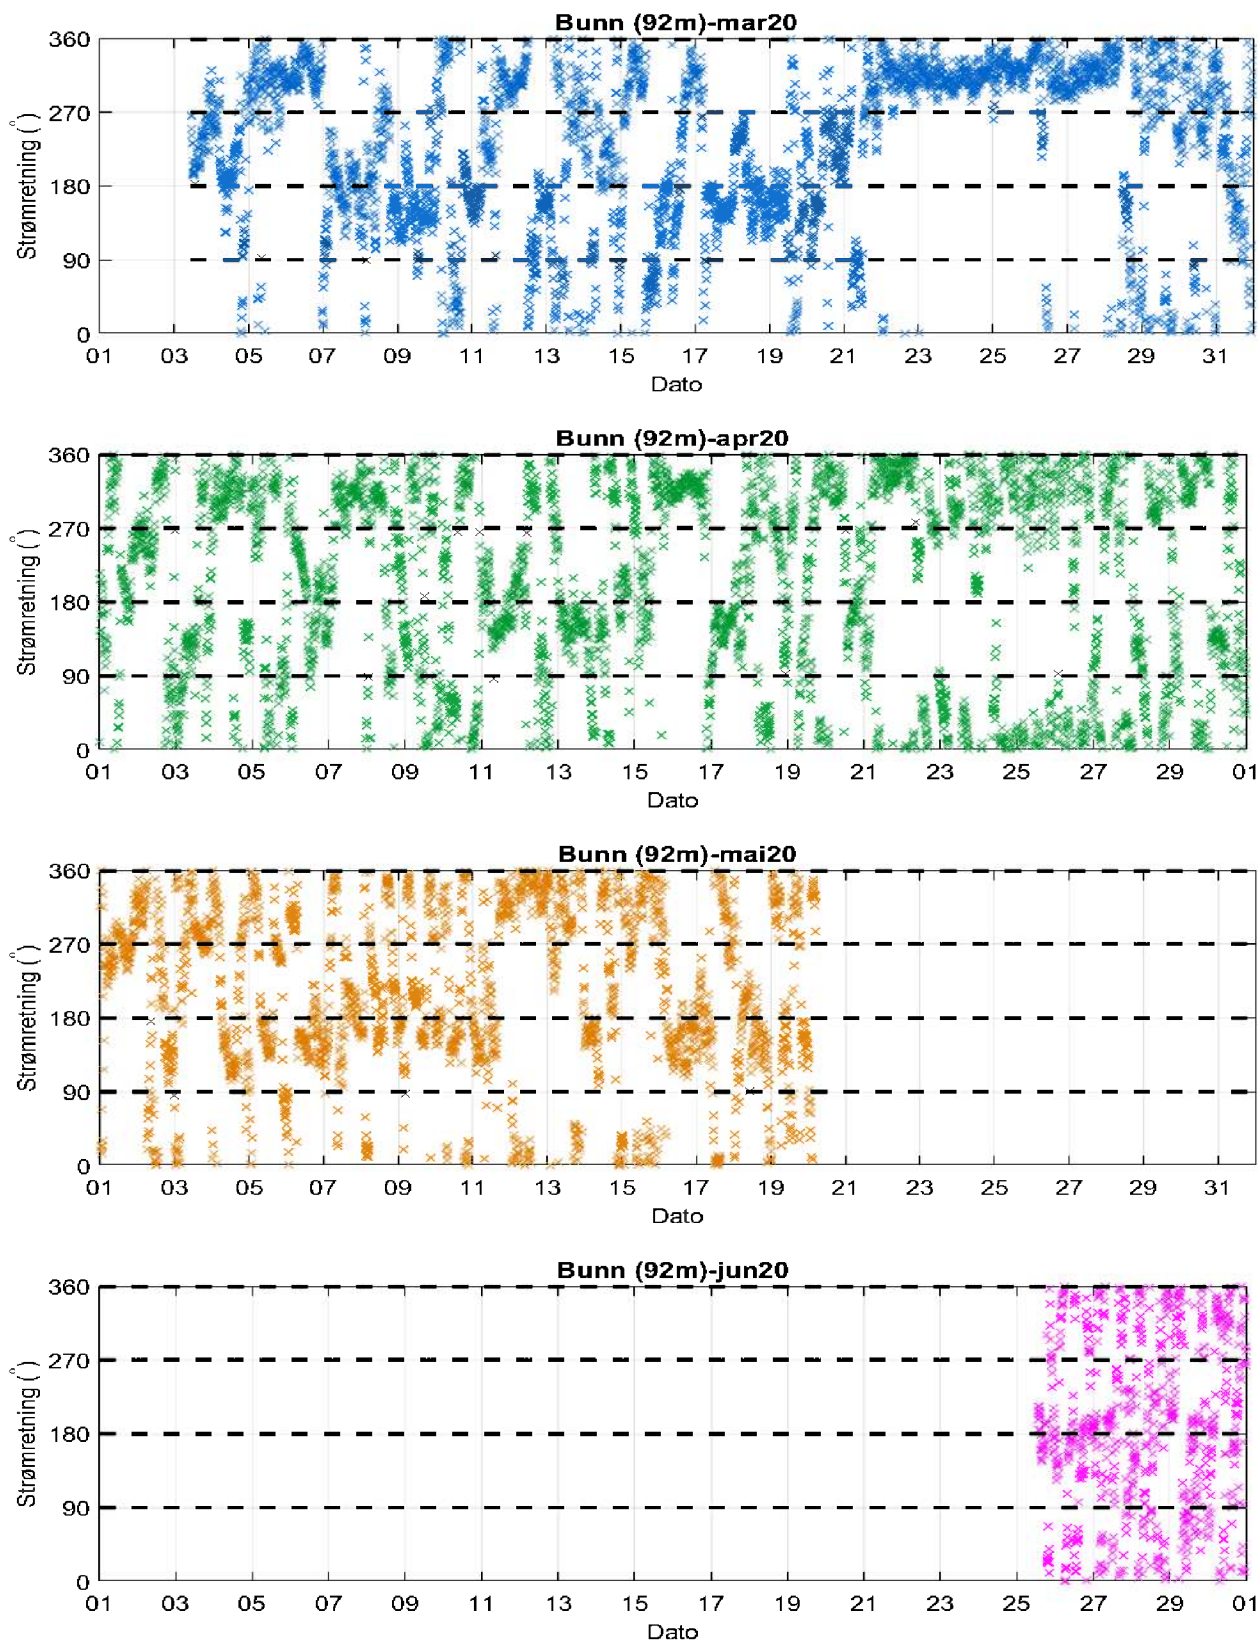 Bunn (92m)-mar20
360
270
180
90
0
Strømretning (°)
01 03 05 07 09 11 13 15 17 19 21 23 25 27 29 31
Dato
Bunn (92m)-apr20
360
270
180
90
0
Strømretning (°)
01 03 05 07 09 11 13 15 17 19 21 23 25 27 29 01
Dato
Bunn (92m)-mai20
360
270
180
90
0
Strømretning (°)
01 03 05 07 09 11 13 15 17 19 21 23 25 27 29 31
Dato
Bunn (92m)-jun20
360
270
180
90
0
Strømretning (°)
01 03 05 07 09 11 13 15 17 19 21 23 25 27 29 01
Dato